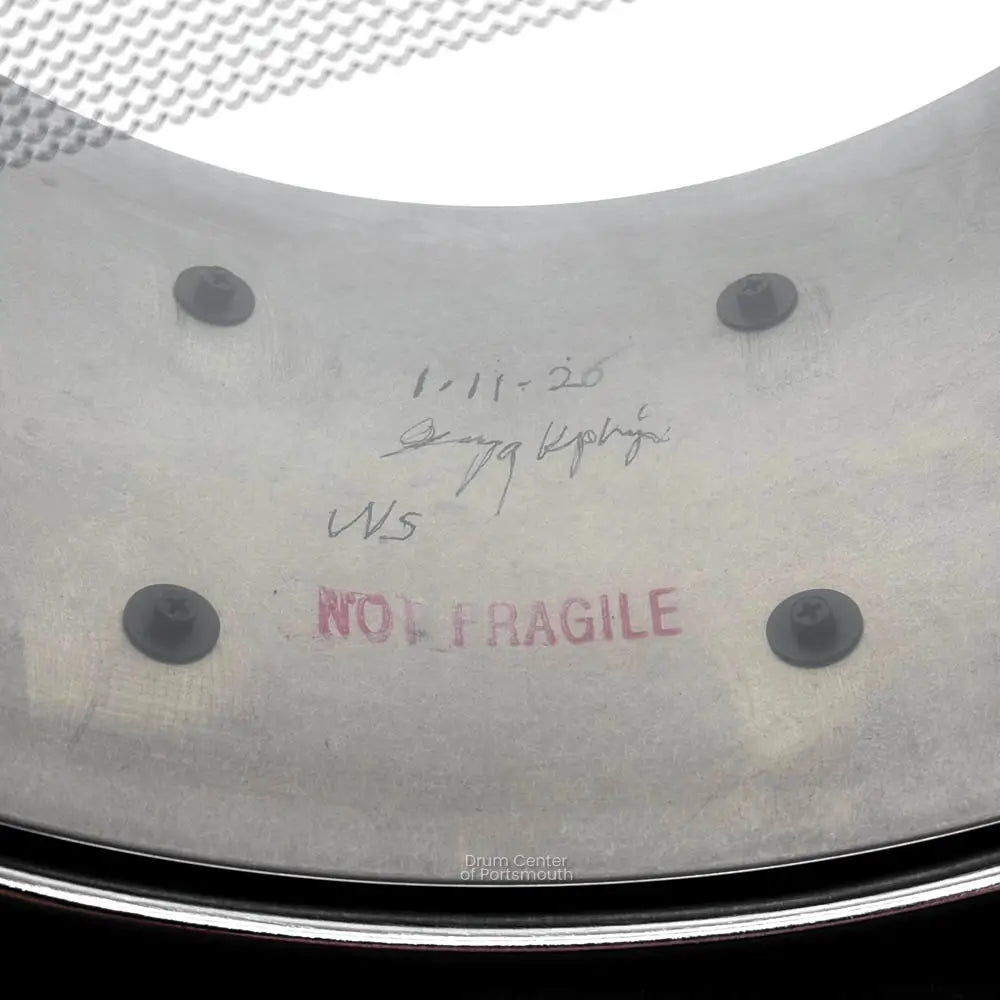 1-11-20
WS
NOT FRAGILE
Drum Center
of Portsmouth